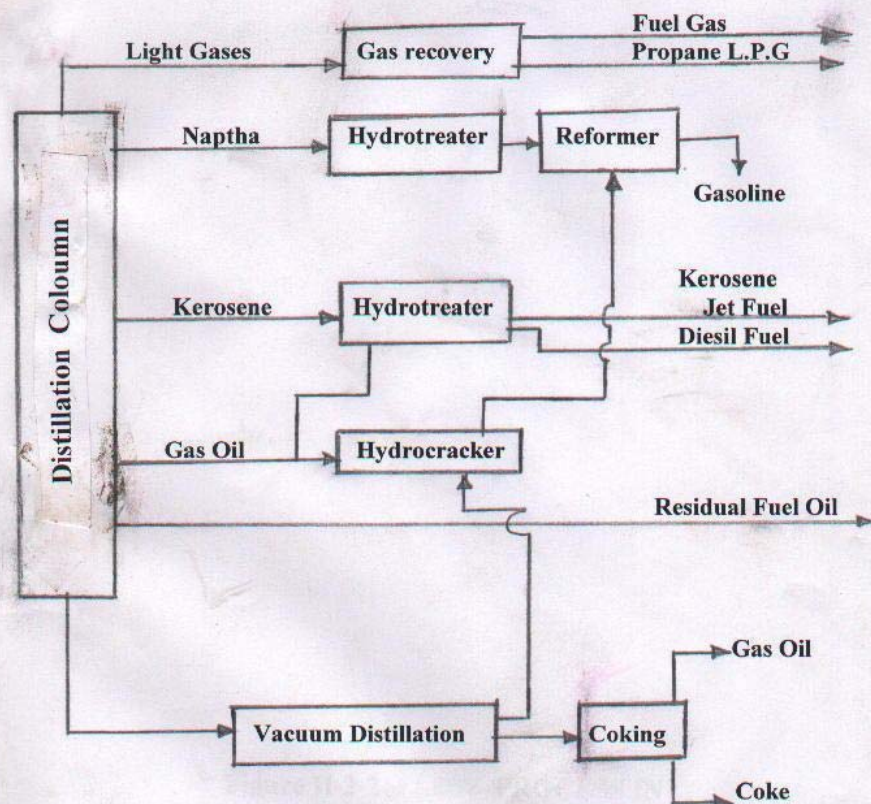 Fuel Gas
Light Gases
Gas recovery
Propane L.P.G
Naptha
Hydrotreater
Reformer
Gasoline
Distillation Coloumn
Kerosene
Hydrotreater
Kerosene
Jet Fuel
Diesil Fuel
Gas Oil
Hydrocracker
Residual Fuel Oil
Vacuum Distillation
Coking
Gas Oil
Coke